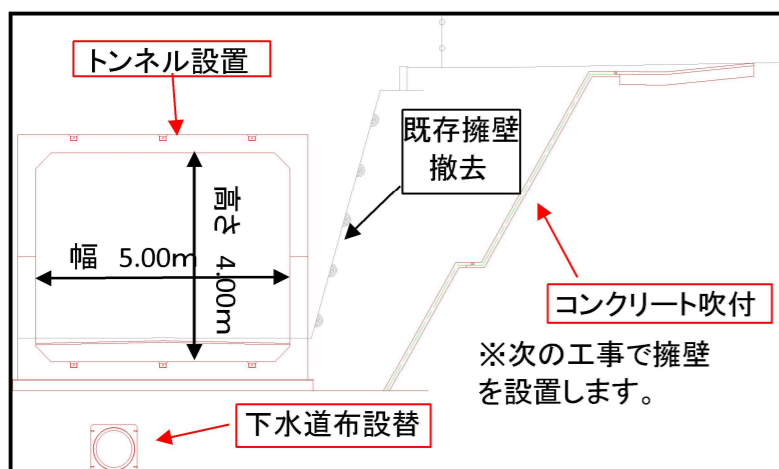 トンネル設置
既存擁壁
撤去
高さ 4.00m
幅 5.00m
コンクリート吹付
※次の工事で擁壁
を設置します。
下水道布設替